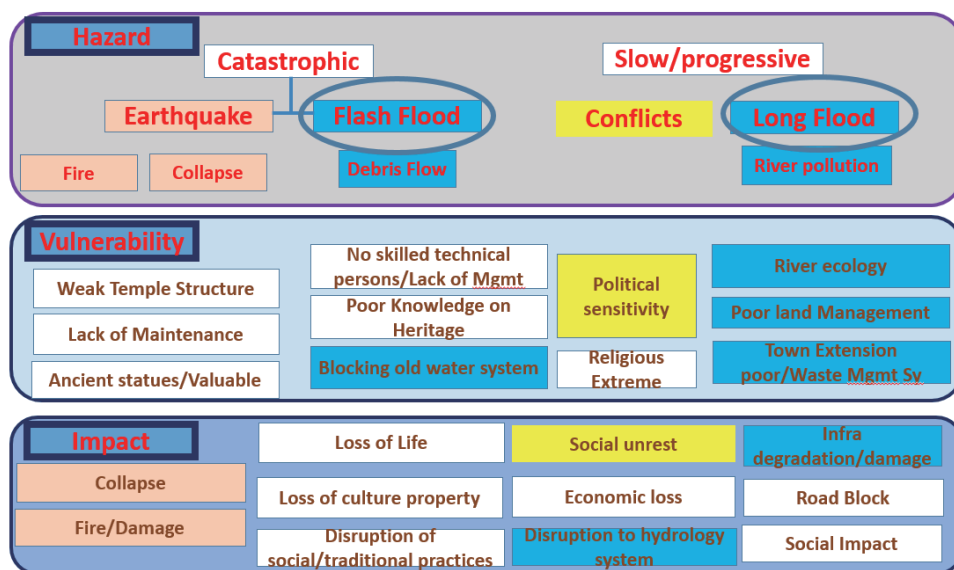 Hazard
Catastrophic
Slow/progressive
Earthquake
Flash Flood
Conflicts
Long Flood
Fire
Collapse
Debris Flow
River pollution
Vulnerability
Weak Temple Structure
Lack of Maintenance
Ancient statues/Valuable
No skilled technical
persons/Lack of Mgmt
Poor Knowledge on
Heritage
Blocking old water system
Political
sensitivity
Religious
Extreme
River ecology
Poor land Management
Town Extension
poor/Waste Mgmt Sy
Impact
Collapse
Fire/Damage
Loss of Life
Loss of culture property
Disruption of
social/traditional practices
Social unrest
Economic loss
Disruption to hydrology
system
Infra
degradation/damage
Road Block
Social Impact